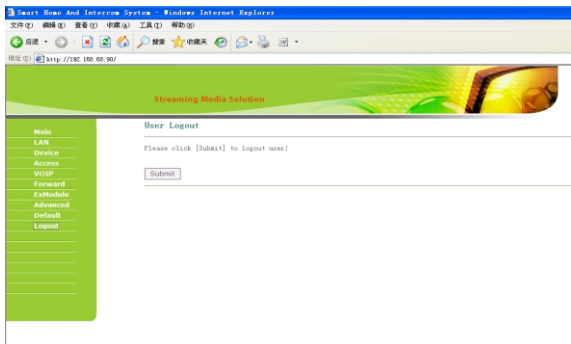 Smart Home And Intercom System - Windows Internet Explorer
文件(F) 编辑(E) 查看(V) 收藏(A) 工具(T) 帮助(H)
后退 搜索 收藏夹
地址(D) http://192.168.68.90/
Streaming Media Solution
User Logout
Please click [Submit] to logout user!
Submit
Main
LAN
Device
Access
VOIP
Forward
ExModule
Advanced
Default
Logout